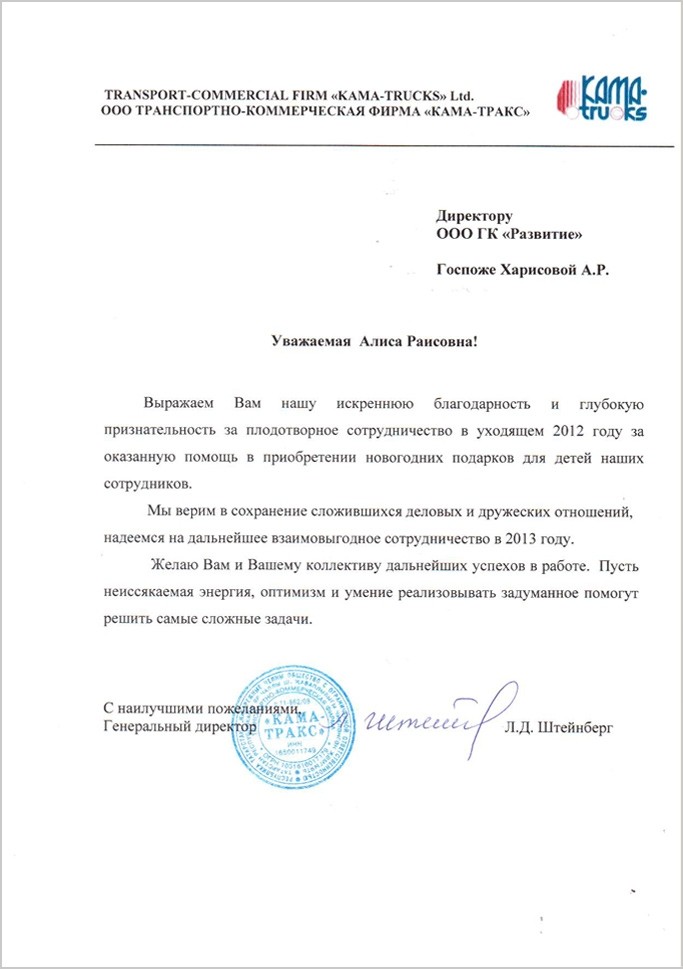 TRANSPORT-COMMERCIAL FIRM «KAMA-TRUCKS» Ltd.
ООО ТРАНСПОРТНО-КОММЕРЧЕСКАЯ ФИРМА «КАМА-ТРАКС»
KAMA-
trucks
Директору
ООО ГК «Развитие»
Госпоже Харисовой А.Р.
Уважаемая Алиса Раисовна!
Выражаем Вам нашу искреннюю благодарность и глубокую
признательность за плодотворное сотрудничество в уходящем 2012 году за
оказанную помощь в приобретении новогодних подарков для детей наших
сотрудников.
Мы верим в сохранение сложившихся деловых и дружеских отношений,
надеемся на дальнейшее взаимовыгодное сотрудничество в 2013 году.
Желаю Вам и Вашему коллективу дальнейших успехов в работе. Пусть
неиссякаемая энергия, оптимизм и умение реализовывать задуманное помогут
решить самые сложные задачи.
С наилучшими пожеланиями,
Генеральный директор
«КАМА-
ТРАКС»
ИНН
1650011749
Л.Д. Штейнберг